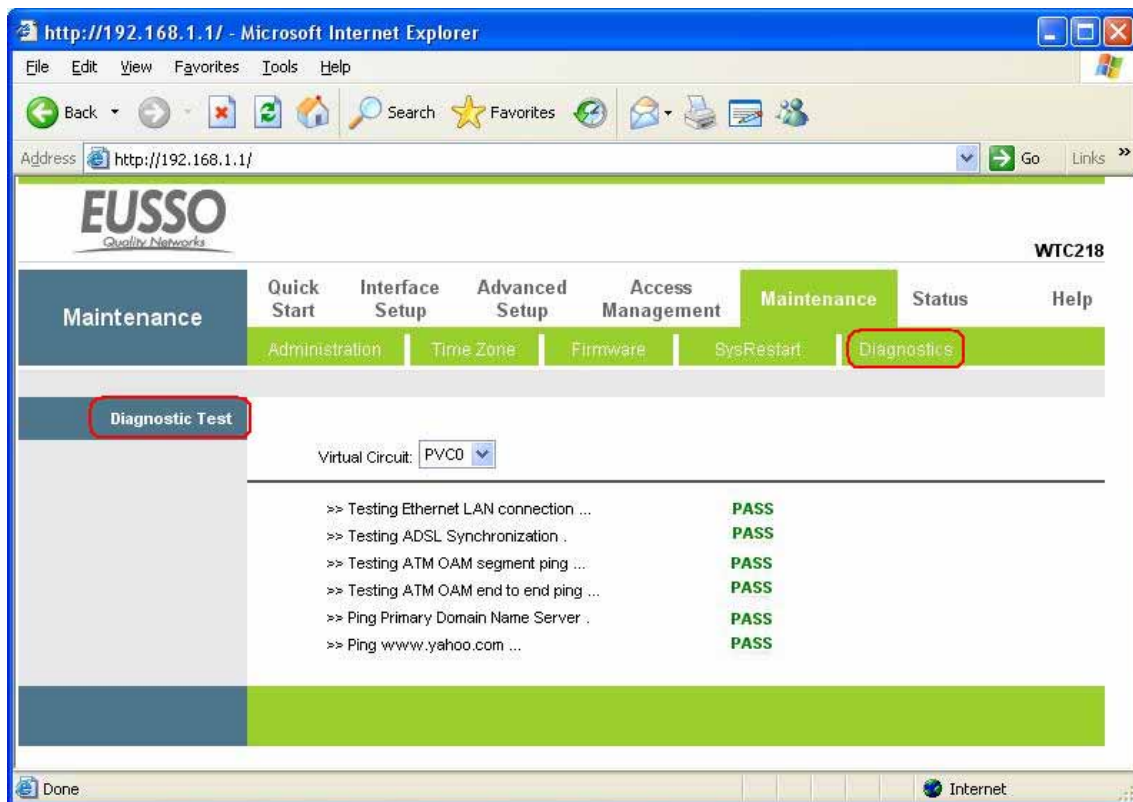 http://192.168.1.1/ - Microsoft Internet Explorer
File Edit View Favorites Tools Help
Back Search Favorites
Address http://192.168.1.1/ Go Links »
EUSSO
Quality Networks
WTC218
Maintenance
Quick Start Interface Setup Advanced Setup Access Management Maintenance Status Help
Administration Time Zone Firmware SysRestart Diagnostics
Diagnostic Test
Virtual Circuit: PVC0
>> Testing Ethernet LAN connection ... PASS
>> Testing ADSL Synchronization . PASS
>> Testing ATM OAM segment ping ... PASS
>> Testing ATM OAM end to end ping ... PASS
>> Ping Primary Domain Name Server . PASS
>> Ping www.yahoo.com ... PASS
Done Internet